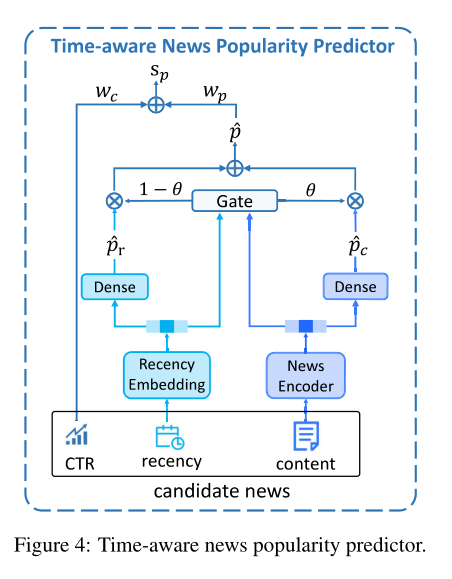 Time-aware News Popularity Predictor
s_p
w_c
w_p
p̂
1 − θ
Gate
θ
p̂_r
p̂_c
Dense
Dense
Recency
Embedding
News
Encoder
CTR
recency
content
candidate news
Figure 4: Time-aware news popularity predictor.